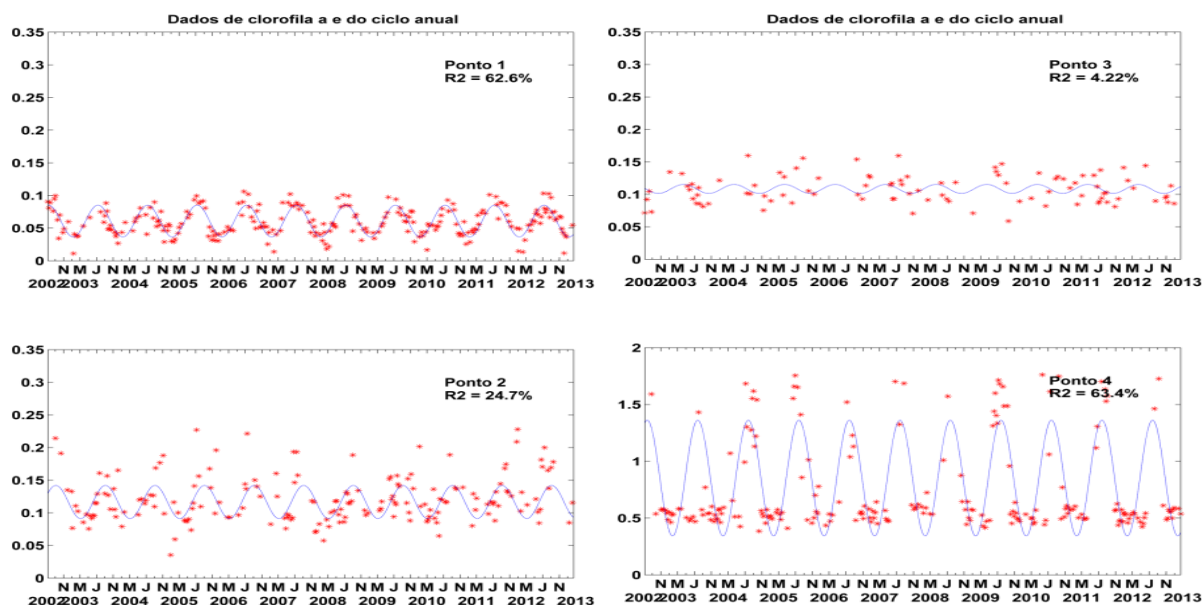 Dados de clorofila a e do ciclo anual
0.35
0.3
0.25
0.2
0.15
0.1
0.05
0
Ponto 1
R2 = 62.6%
N M J N M J N M J N M J N M J N M J N M J N M J N M J N M J N
2002 2003 2004 2005 2006 2007 2008 2009 2010 2011 2012 2013
Dados de clorofila a e do ciclo anual
0.35
0.3
0.25
0.2
0.15
0.1
0.05
0
Ponto 3
R2 = 4.22%
N M J N M J N M J N M J N M J N M J N M J N M J N M J N M J N
2002 2003 2004 2005 2006 2007 2008 2009 2010 2011 2012 2013
0.35
0.3
0.25
0.2
0.15
0.1
0.05
0
Ponto 2
R2 = 24.7%
N M J N M J N M J N M J N M J N M J N M J N M J N M J N M J N
2002 2003 2004 2005 2006 2007 2008 2009 2010 2011 2012 2013
2
1.5
1
0.5
0
Ponto 4
R2 = 63.4%
N M J N M J N M J N M J N M J N M J N M J N M J N M J N M J N
2002 2003 2004 2005 2006 2007 2008 2009 2010 2011 2012 2013